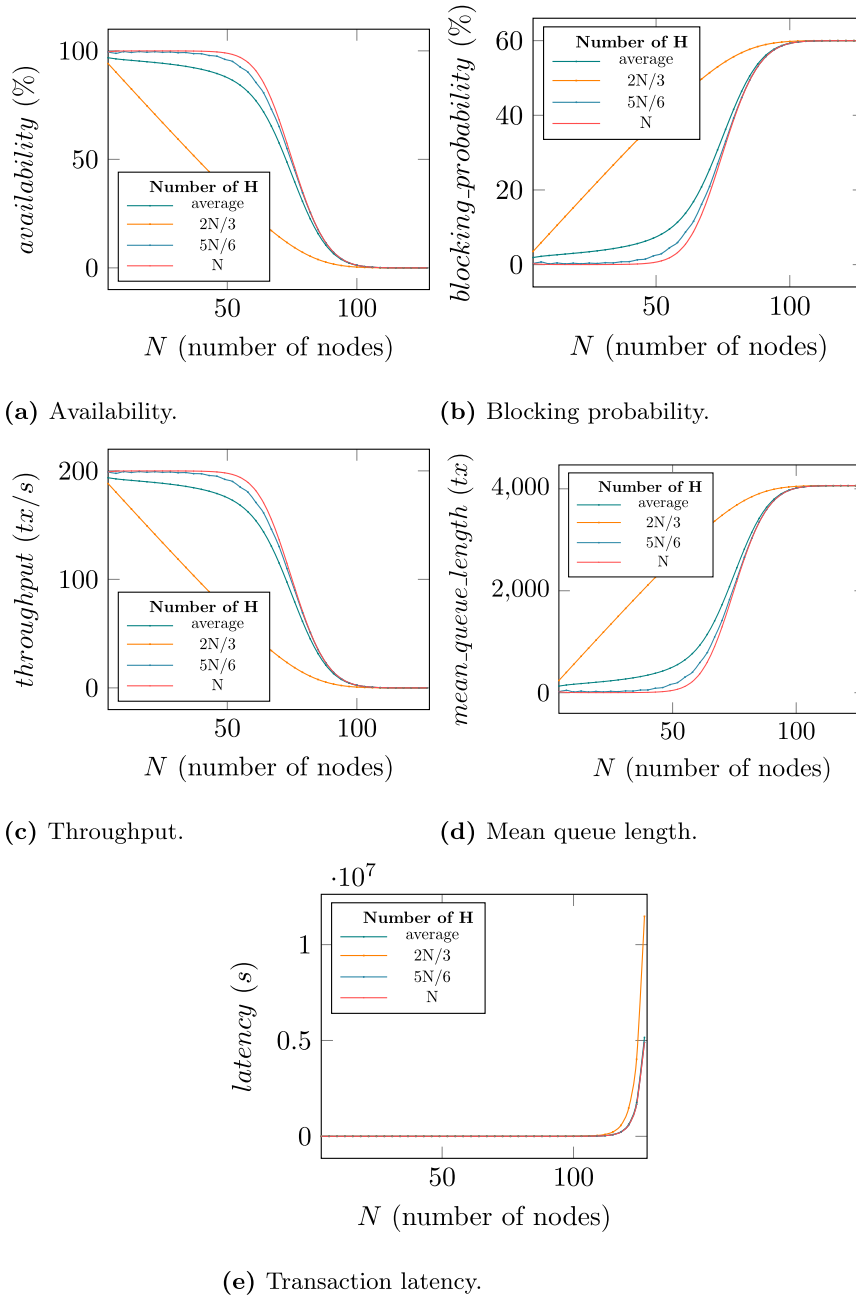 availability (%)
100
50
0
Number of H
average
2N/3
5N/6
N
50
100
N (number of nodes)
(a) Availability.
blocking_probability (%)
60
40
20
0
Number of H
average
2N/3
5N/6
N
50
100
N (number of nodes)
(b) Blocking probability.
throughput (tx/s)
200
100
0
Number of H
average
2N/3
5N/6
N
50
100
N (number of nodes)
(c) Throughput.
mean_queue_length (tx)
4,000
2,000
0
Number of H
average
2N/3
5N/6
N
50
100
N (number of nodes)
(d) Mean queue length.
·10⁷
latency (s)
1
0.5
0
Number of H
average
2N/3
5N/6
N
50
100
N (number of nodes)
(e) Transaction latency.